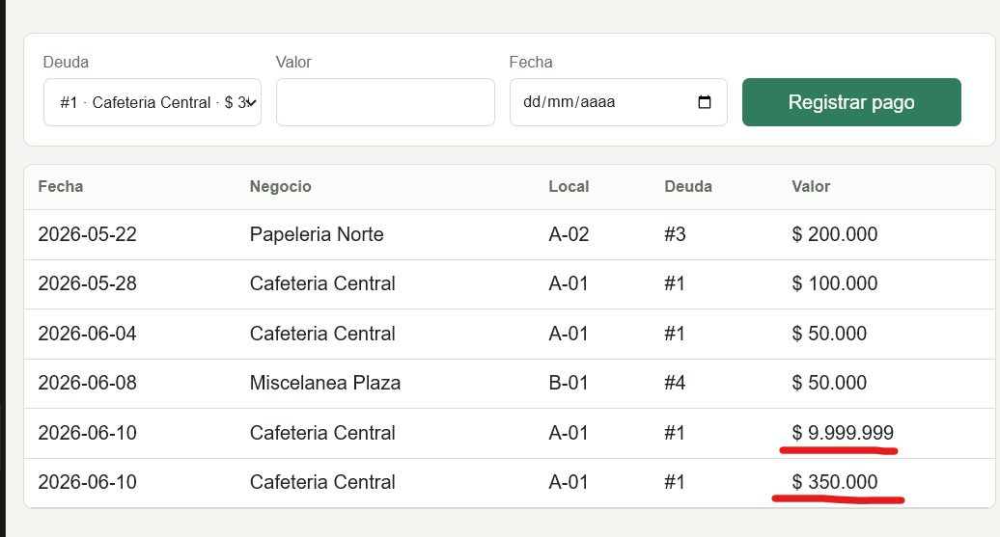 Deuda Valor Fecha
#1 · Cafeteria Central · $ 3 dd/mm/aaaa Registrar pago
Fecha Negocio Local Deuda Valor
2026-05-22 Papeleria Norte A-02 #3 $ 200.000
2026-05-28 Cafeteria Central A-01 #1 $ 100.000
2026-06-04 Cafeteria Central A-01 #1 $ 50.000
2026-06-08 Miscelanea Plaza B-01 #4 $ 50.000
2026-06-10 Cafeteria Central A-01 #1 $ 9.999.999
2026-06-10 Cafeteria Central A-01 #1 $ 350.000